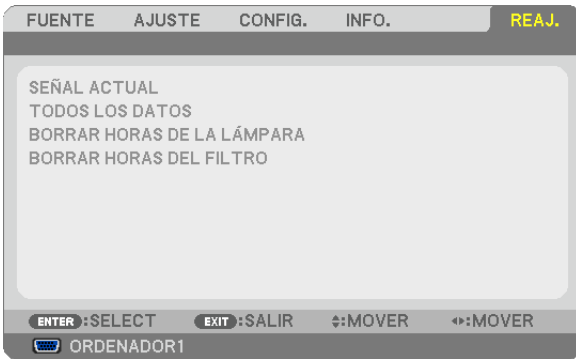 FUENTE AJUSTE CONFIG. INFO. REAJ.
SEÑAL ACTUAL
TODOS LOS DATOS
BORRAR HORAS DE LA LÁMPARA
BORRAR HORAS DEL FILTRO
ENTER :SELECT EXIT :SALIR :MOVER :MOVER
ORDENADOR1